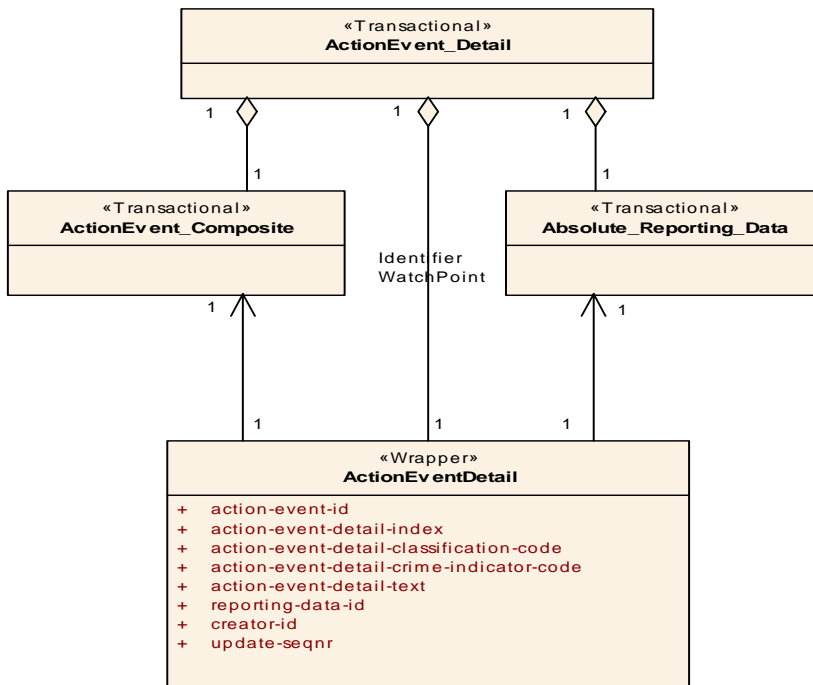 «Transactional»
ActionEvent_Detail
1 1 1
1 1
«Transactional»
ActionEvent_Composite
«Transactional»
Absolute_Reporting_Data
Identifier
WatchPoint
1 1
1 1 1
«Wrapper»
ActionEventDetail
+ action-event-id
+ action-event-detail-index
+ action-event-detail-classification-code
+ action-event-detail-crime-indicator-code
+ action-event-detail-text
+ reporting-data-id
+ creator-id
+ update-seqnr